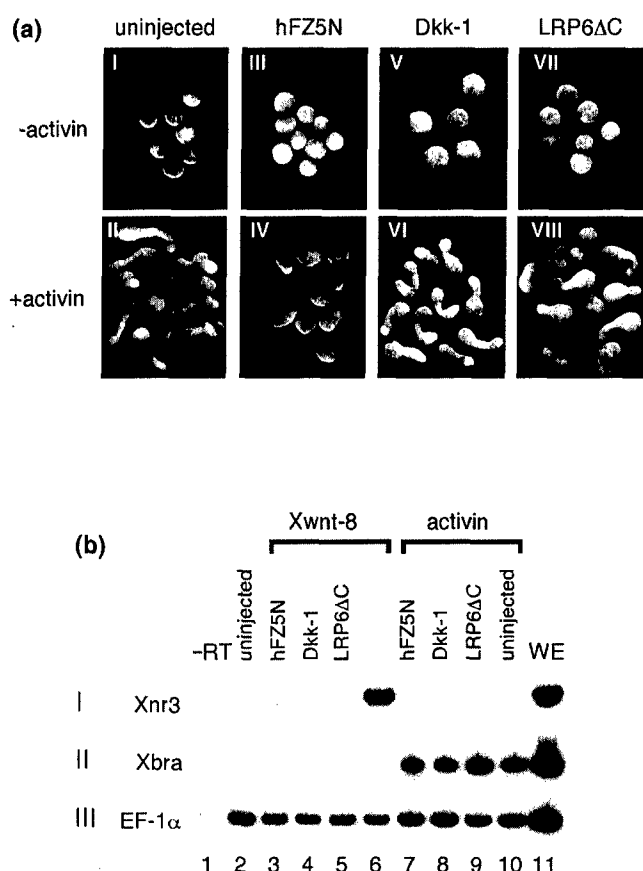 (a)
uninjected hFZ5N Dkk-1 LRP6ΔC
I III V VII
-activin
II IV VI VIII
+activin
(b)
Xwnt-8 activin
-RT uninjected hFZ5N Dkk-1 LRP6ΔC hFZ5N Dkk-1 LRP6ΔC uninjected WE
I Xnr3
II Xbra
III EF-1α
1 2 3 4 5 6 7 8 9 10 11